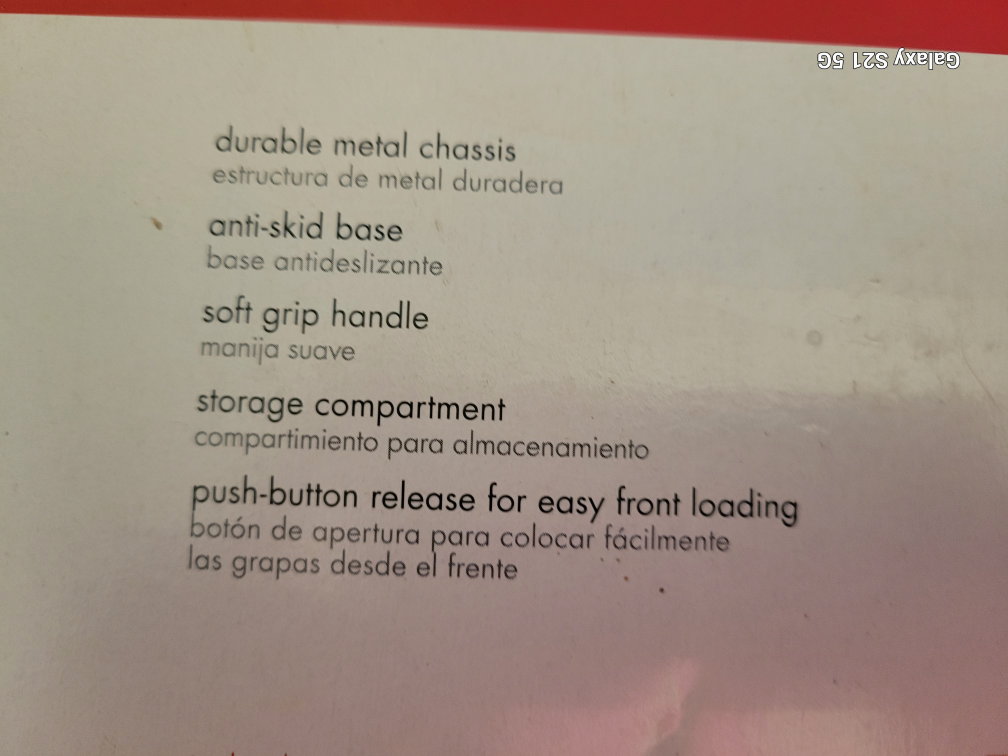 Galaxy S21 5G
durable metal chassis
estructura de metal duradera
anti-skid base
base antideslizante
soft grip handle
manija suave
storage compartment
compartimiento para almacenamiento
push-button release for easy front loading
botón de apertura para colocar fácilmente
las grapas desde el frente